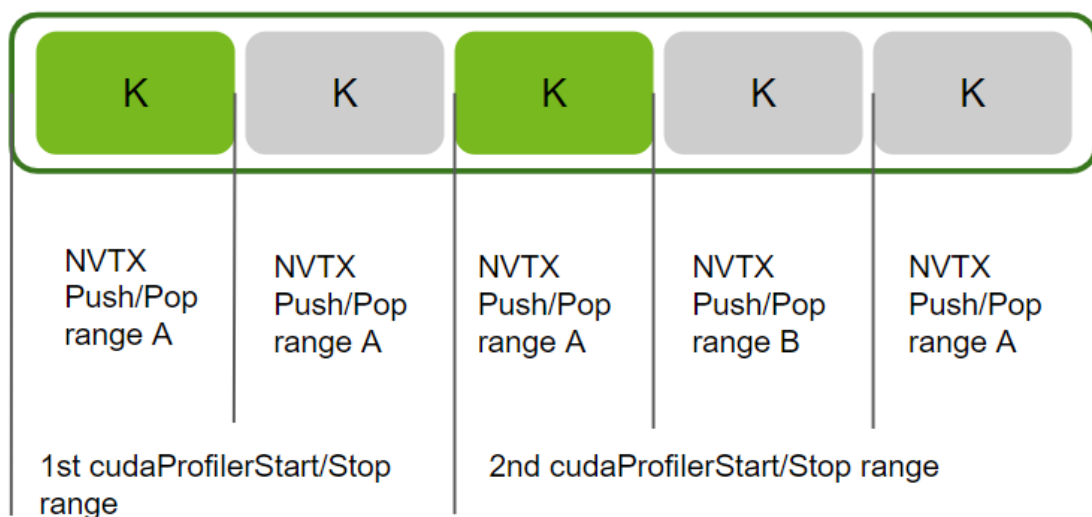 K
K
K
K
K
NVTX
Push/Pop
range A
NVTX
Push/Pop
range A
NVTX
Push/Pop
range A
NVTX
Push/Pop
range B
NVTX
Push/Pop
range A
1st cudaProfilerStart/Stop
range
2nd cudaProfilerStart/Stop range